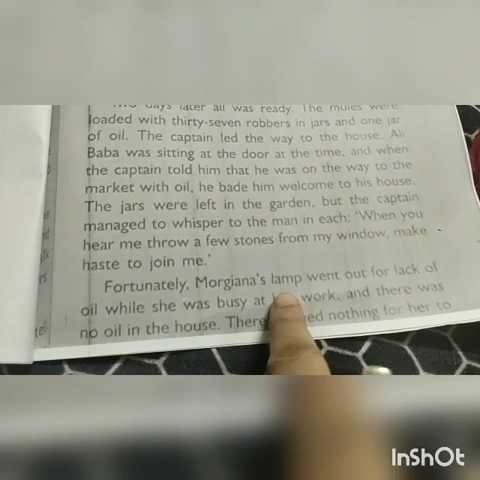 Two days later all was ready. The mules were
loaded with thirty-seven robbers in jars and one jar
of oil. The captain led the way to the house. Ali
Baba was sitting at the door at the time, and when
the captain told him that he was on the way to the
market with oil, he bade him welcome to his house.
The jars were left in the garden, but the captain
managed to whisper to the man in each: 'When you
hear me throw a few stones from my window, make
haste to join me.'
Fortunately, Morgiana's lamp went out for lack of
oil while she was busy at work, and there was
no oil in the house. There nothing for her to
InShOt